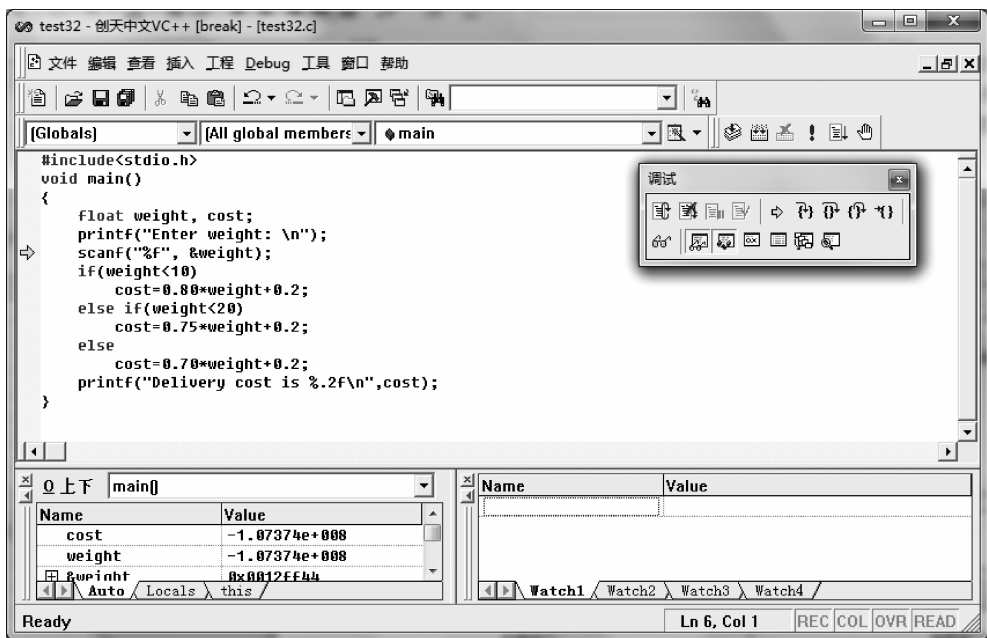 test32 - 创天中文VC++ [break] - [test32.c]
文件 编辑 查看 插入 工程 Debug 工具 窗口 帮助
(Globals) (All global members main
#include<stdio.h>
void main()
{
float weight, cost;
printf("Enter weight: \n");
scanf("%f", &weight);
if(weight<10)
cost=0.80*weight+0.2;
else if(weight<20)
cost=0.75*weight+0.2;
else
cost=0.70*weight+0.2;
printf("Delivery cost is %.2f\n",cost);
}
调试
上下 main()
Name Value
cost -1.07374e+008
weight -1.07374e+008
&weight 0x0012FF44
Auto Locals this
Name Value
Watch1 Watch2 Watch3 Watch4
Ready Ln 6, Col 1 REC COL OVR READ